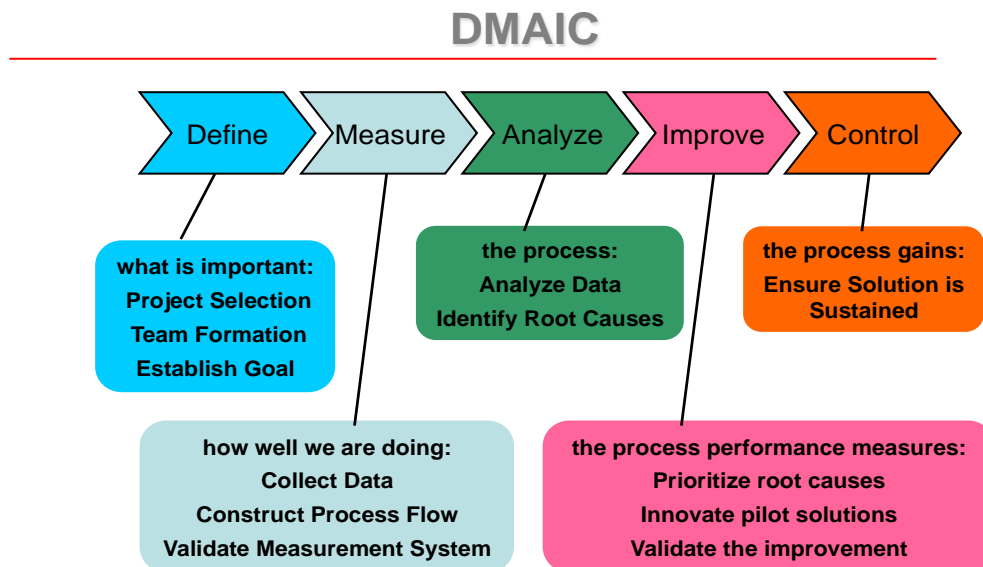 DMAIC
Define
Measure
Analyze
Improve
Control
what is important:
Project Selection
Team Formation
Establish Goal
how well we are doing:
Collect Data
Construct Process Flow
Validate Measurement System
the process:
Analyze Data
Identify Root Causes
the process performance measures:
Prioritize root causes
Innovate pilot solutions
Validate the improvement
the process gains:
Ensure Solution is
Sustained